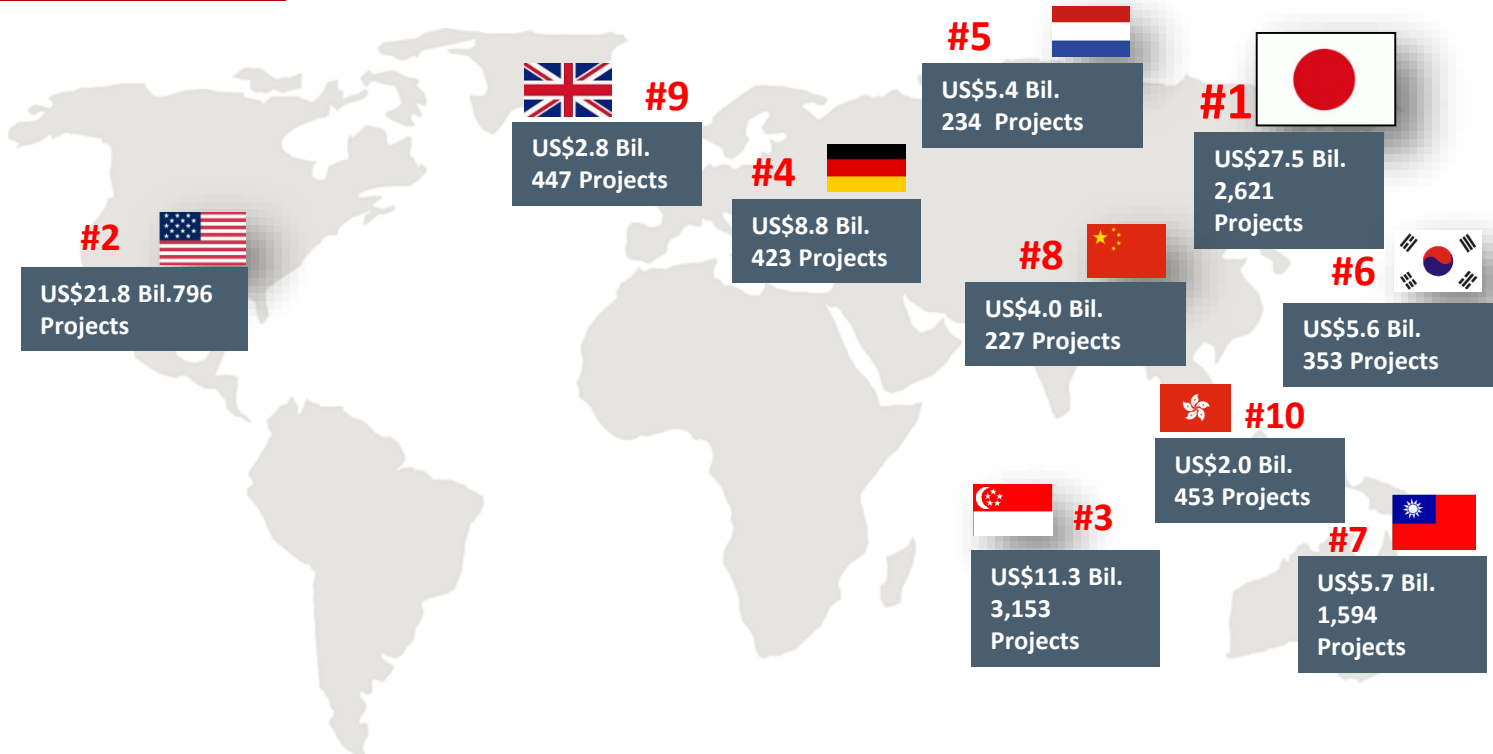 #5
US$5.4 Bil.
234 Projects
#1
US$27.5 Bil.
2,621
Projects
#9
US$2.8 Bil.
447 Projects
#4
US$8.8 Bil.
423 Projects
#2
US$21.8 Bil.796
Projects
#8
US$4.0 Bil.
227 Projects
#6
US$5.6 Bil.
353 Projects
#10
US$2.0 Bil.
453 Projects
#3
US$11.3 Bil.
3,153
Projects
#7
US$5.7 Bil.
1,594
Projects